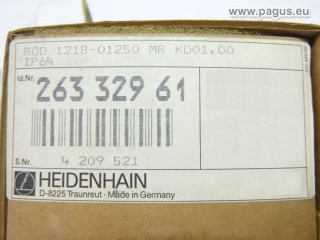 www.pagus.eu
ROD 121B-01250 MR KD01,00
IP64
Id.Nr.
263 329 61
S.Nr.
4 209 521
HEIDENHAIN
D-8225 Traunreut - Made in Germany